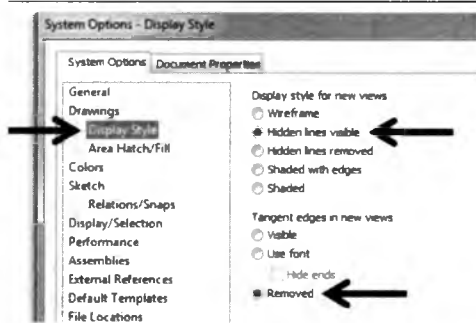 System Options - Display Style
System Options Document Properties
General
Drawings
Display Style
Area Hatch/Fill
Colors
Sketch
Relations/Snaps
Display/Selection
Performance
Assemblies
External References
Default Templates
File Locations
Display style for new views
Wireframe
Hidden lines visible
Hidden lines removed
Shaded with edges
Shaded
Tangent edges in new views
Visible
Use font
Hide ends
Removed